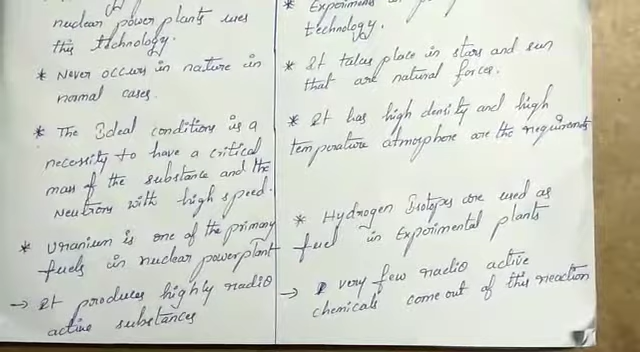 nuclear power plants uses
this technology.
* Never occurs in nature in
normal cases.
* The Ideal conditions is a
necessity to have a critical
mass of the substance and the
Neutrons with high speed.
* Uranium is one of the primary
fuels in nuclear powerplant
→ It produces highly radio
active substances
* Experiments
technology.
* It takes place in stars and sun
that are natural forces.
* It has high density and high
temperature atmosphere are the requirements
* Hydrogen Isotopes are used as
fuel in Experimental plants
→ very few radio active
chemicals come out of this reaction